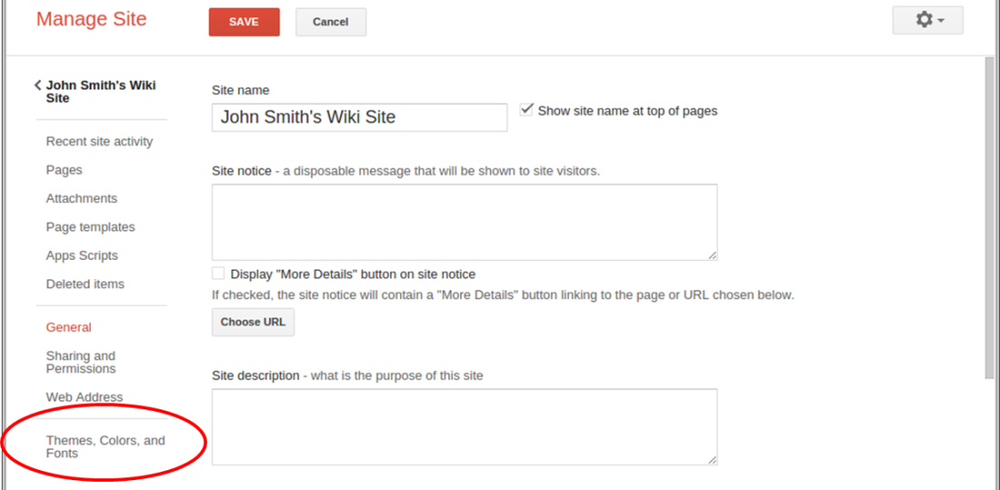 Manage Site
SAVE
Cancel
John Smith's Wiki
Site
Recent site activity
Pages
Attachments
Page templates
Apps Scripts
Deleted items
General
Sharing and
Permissions
Web Address
Themes, Colors, and
Fonts
Site name
John Smith's Wiki Site
Show site name at top of pages
Site notice - a disposable message that will be shown to site visitors.
Display "More Details" button on site notice
If checked, the site notice will contain a "More Details" button linking to the page or URL chosen below.
Choose URL
Site description - what is the purpose of this site